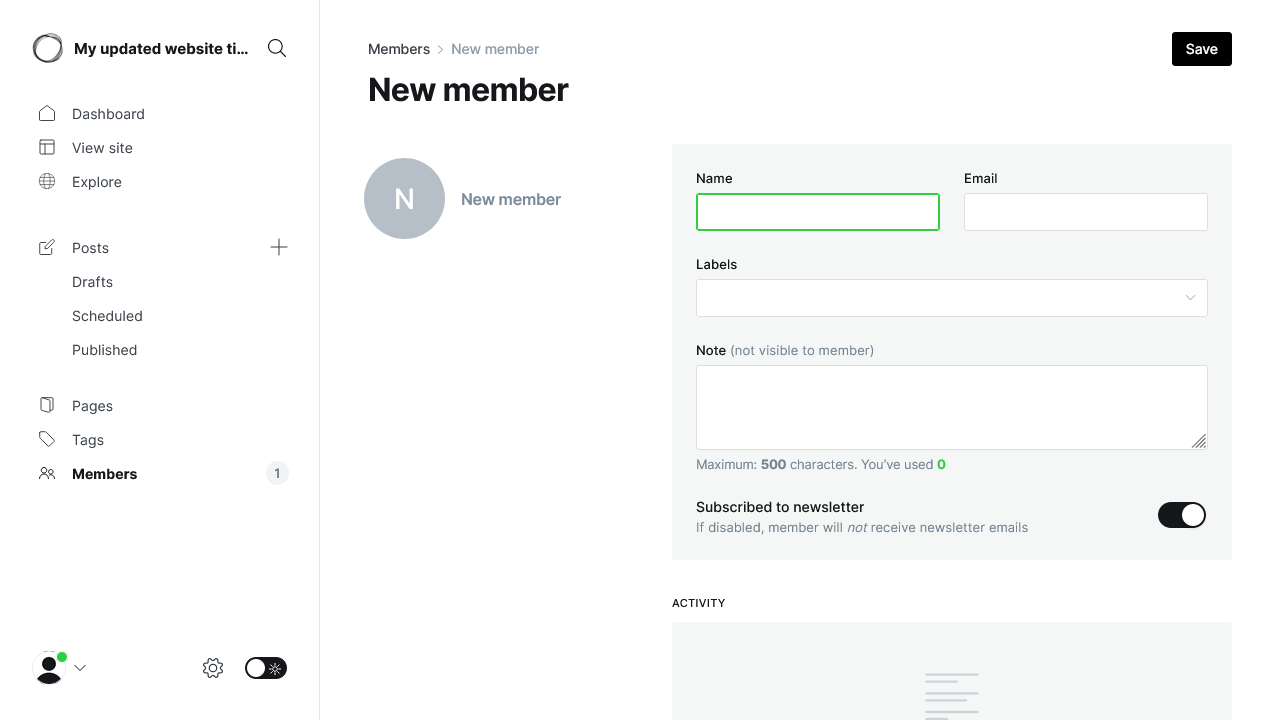 My updated website ti...
Dashboard
View site
Explore
Posts
Drafts
Scheduled
Published
Pages
Tags
Members
1
Members
New member
Save
New member
N
New member
Name
Email
Labels
Note (not visible to member)
Maximum: 500 characters. You've used 0
Subscribed to newsletter
If disabled, member will not receive newsletter emails
ACTIVITY